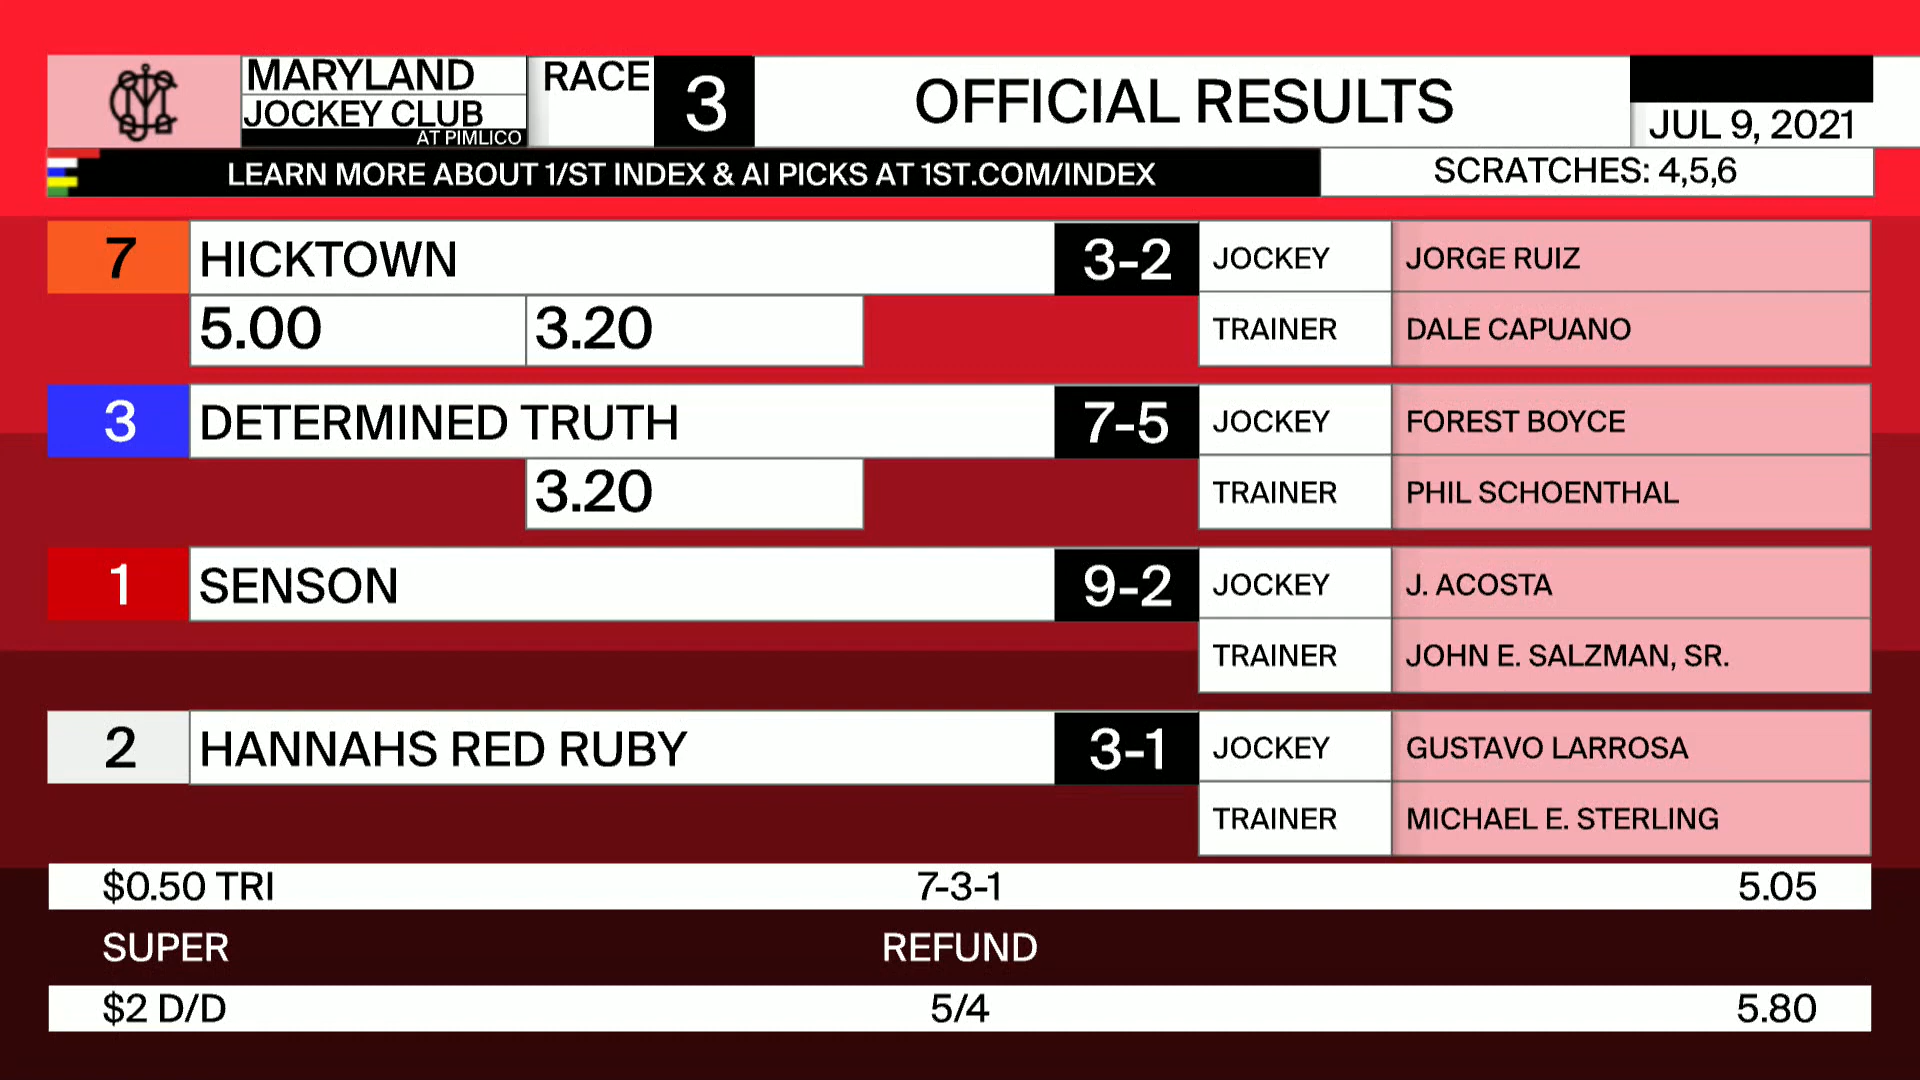 MARYLAND
JOCKEY CLUB
AT PIMLICO
RACE
3
OFFICIAL RESULTS
JUL 9, 2021
LEARN MORE ABOUT 1/ST INDEX & AI PICKS AT 1ST.COM/INDEX
SCRATCHES: 4,5,6
7 HICKTOWN 3-2 JOCKEY JORGE RUIZ
5.00 3.20 TRAINER DALE CAPUANO
3 DETERMINED TRUTH 7-5 JOCKEY FOREST BOYCE
3.20 TRAINER PHIL SCHOENTHAL
1 SENSON 9-2 JOCKEY J. ACOSTA
TRAINER JOHN E. SALZMAN, SR.
2 HANNAHS RED RUBY 3-1 JOCKEY GUSTAVO LARROSA
TRAINER MICHAEL E. STERLING
$0.50 TRI 7-3-1 5.05
SUPER REFUND
$2 D/D 5/4 5.80